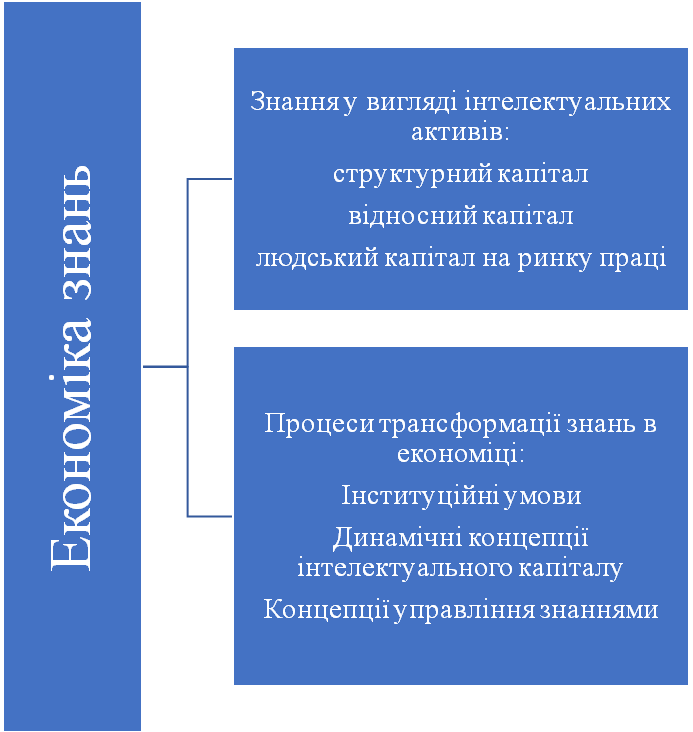 Економіка знань
Знання у вигляді інтелектуальних
активів:
структурний капітал
відносний капітал
людський капітал на ринку праці
Процеси трансформації знань в
економіці:
Інституційні умови
Динамічні концепції
інтелектуального капіталу
Концепції управління знаннями